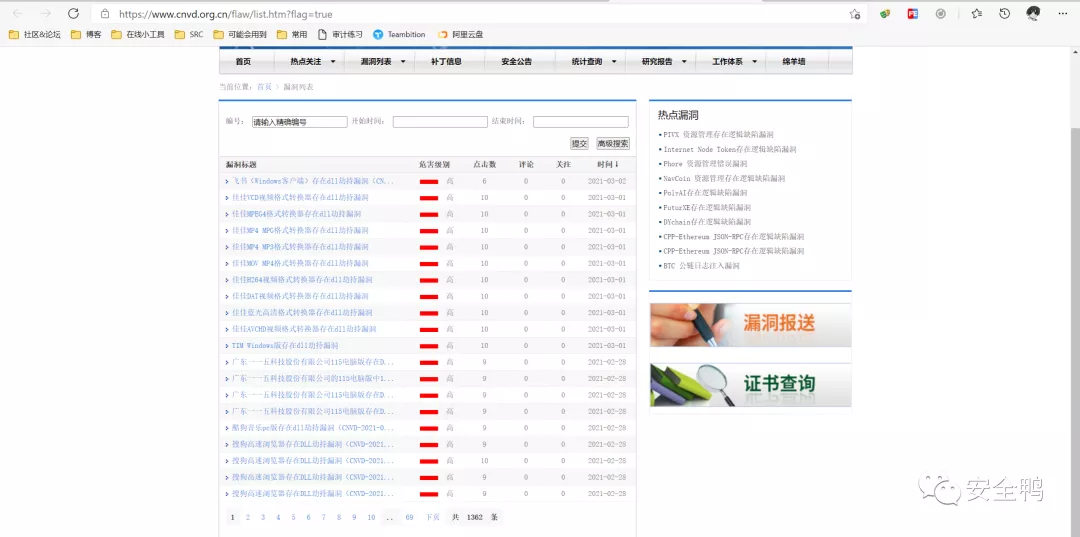 https://www.cnvd.org.cn/flaw/list.htm?flag=true
社区&论坛 博客 在线小工具 SRC 可能会用到 常用 审计练习 Teambition 阿里云盘
首页 热点关注 漏洞列表 补丁信息 安全公告 统计查询 研究报告 工作体系 绵羊墙
当前位置: 首页 > 漏洞列表
编号: 请输入精确编号 开始时间: 结束时间:
提交 高级搜索
漏洞标题 危害级别 点击数 评论 关注 时间↓
飞书（Windows客户端）存在dll劫持漏洞（CN... 高 6 0 0 2021-03-02
佳佳VCD视频格式转换器存在dll劫持漏洞 高 10 0 0 2021-03-01
佳佳MPEG4格式转换器存在dll劫持漏洞 高 10 0 0 2021-03-01
佳佳MP4 MPG格式转换器存在dll劫持漏洞 高 10 0 0 2021-03-01
佳佳MP4 MP3格式转换器存在dll劫持漏洞 高 10 0 0 2021-03-01
佳佳MOV MP4格式转换器存在dll劫持漏洞 高 10 0 0 2021-03-01
佳佳H264视频格式转换器存在dll劫持漏洞 高 10 0 0 2021-03-01
佳佳DAT视频格式转换器存在dll劫持漏洞 高 10 0 0 2021-03-01
佳佳蓝光高清格式转换器存在dll劫持漏洞 高 10 0 0 2021-03-01
佳佳AVCHD视频格式转换器存在dll劫持漏洞 高 10 0 0 2021-03-01
TIM Windows版存在dll劫持漏洞 高 10 0 0 2021-03-01
广东一一五科技股份有限公司115电脑版存在D... 高 9 0 0 2021-02-28
广东一一五科技股份有限公司的115电脑版中1... 高 9 0 0 2021-02-28
广东一一五科技股份有限公司115电脑版存在D... 高 9 0 0 2021-02-28
广东一一五科技股份有限公司115电脑版存在D... 高 9 0 0 2021-02-28
酷狗音乐pc版存在dll劫持漏洞（CNVD-2021-0... 高 9 0 0 2021-02-28
搜狗高速浏览器存在DLL劫持漏洞（CNVD-2021... 高 9 0 0 2021-02-28
搜狗高速浏览器存在DLL劫持漏洞（CNVD-2021... 高 10 0 0 2021-02-28
搜狗高速浏览器存在DLL劫持漏洞（CNVD-2021... 高 9 0 0 2021-02-28
搜狗高速浏览器存在DLL劫持漏洞（CNVD-2021... 高 9 0 0 2021-02-28
1 2 3 4 5 6 7 8 9 10 .. 69 下页 共 1362 条
热点漏洞
PIVX 资源管理存在逻辑缺陷漏洞
Internet Node Token存在逻辑缺陷漏洞
Phore 资源管理错误漏洞
NavCoin 资源管理存在逻辑缺陷漏洞
PolyAI存在逻辑缺陷漏洞
FuturXE存在逻辑缺陷漏洞
DYchain存在逻辑缺陷漏洞
CPP-Ethereum JSON-RPC存在逻辑缺陷漏洞
CPP-Ethereum JSON-RPC存在逻辑缺陷漏洞
BTC 公链日志注入漏洞
漏洞报送
证书查询
安全鸭